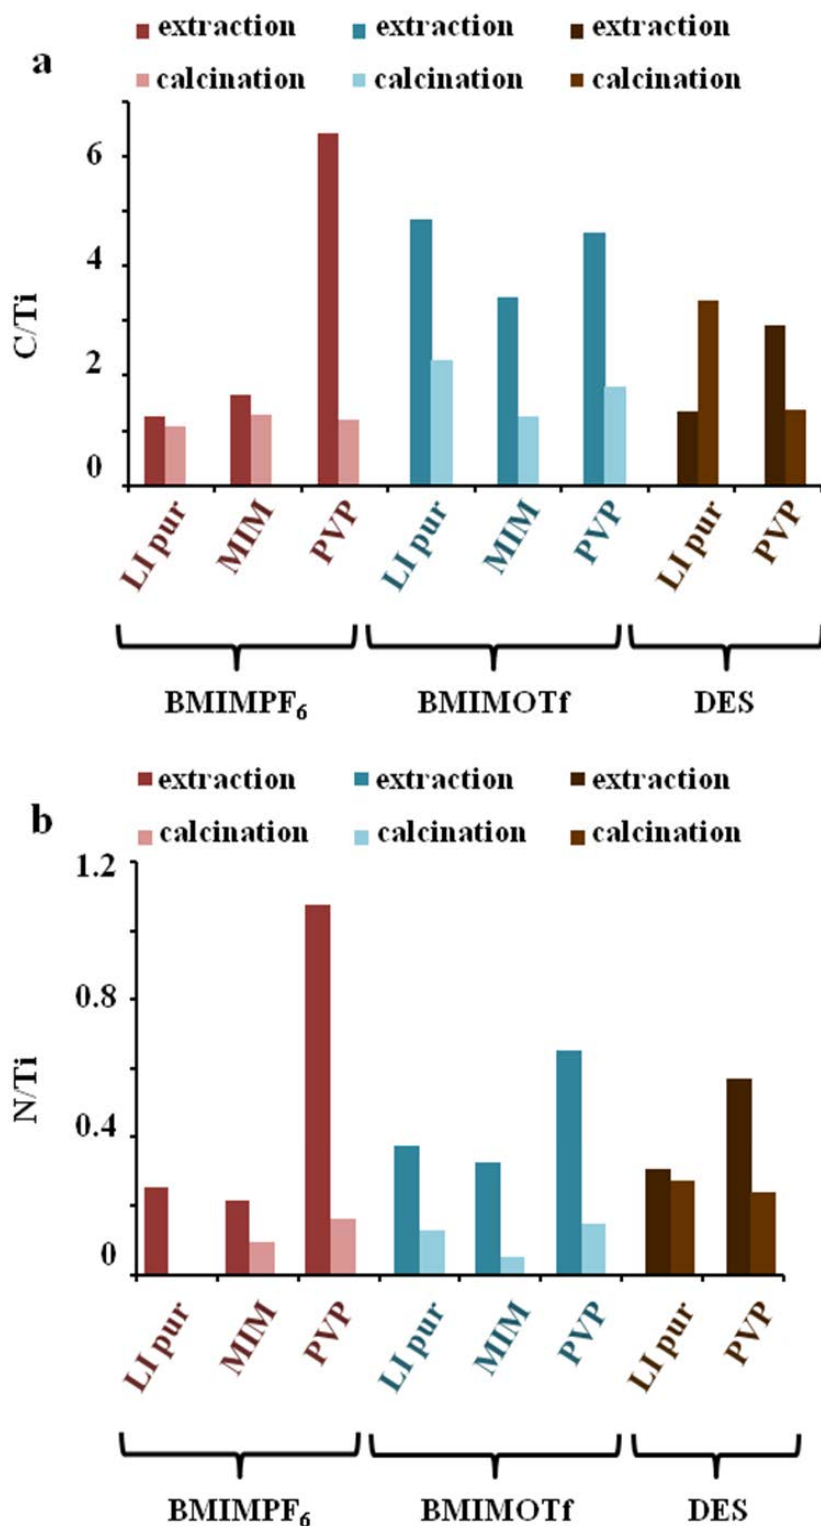 a
extraction extraction extraction
calcination calcination calcination
6
4
2
0
C/Ti
LI pur MIM PVP LI pur MIM PVP LI pur PVP
BMIMPF₆ BMIMOTf DES
b
extraction extraction extraction
calcination calcination calcination
1.2
0.8
0.4
0
N/Ti
LI pur MIM PVP LI pur MIM PVP LI pur PVP
BMIMPF₆ BMIMOTf DES